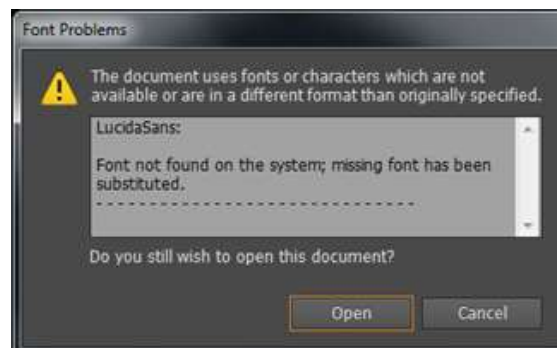 Font Problems
The document uses fonts or characters which are not
available or are in a different format than originally specified.
LucidaSans:
Font not found on the system; missing font has been
substituted.
- - - - - - - - - - - - - - - - - - - - - - - - - - - - - -
Do you still wish to open this document?
Open Cancel